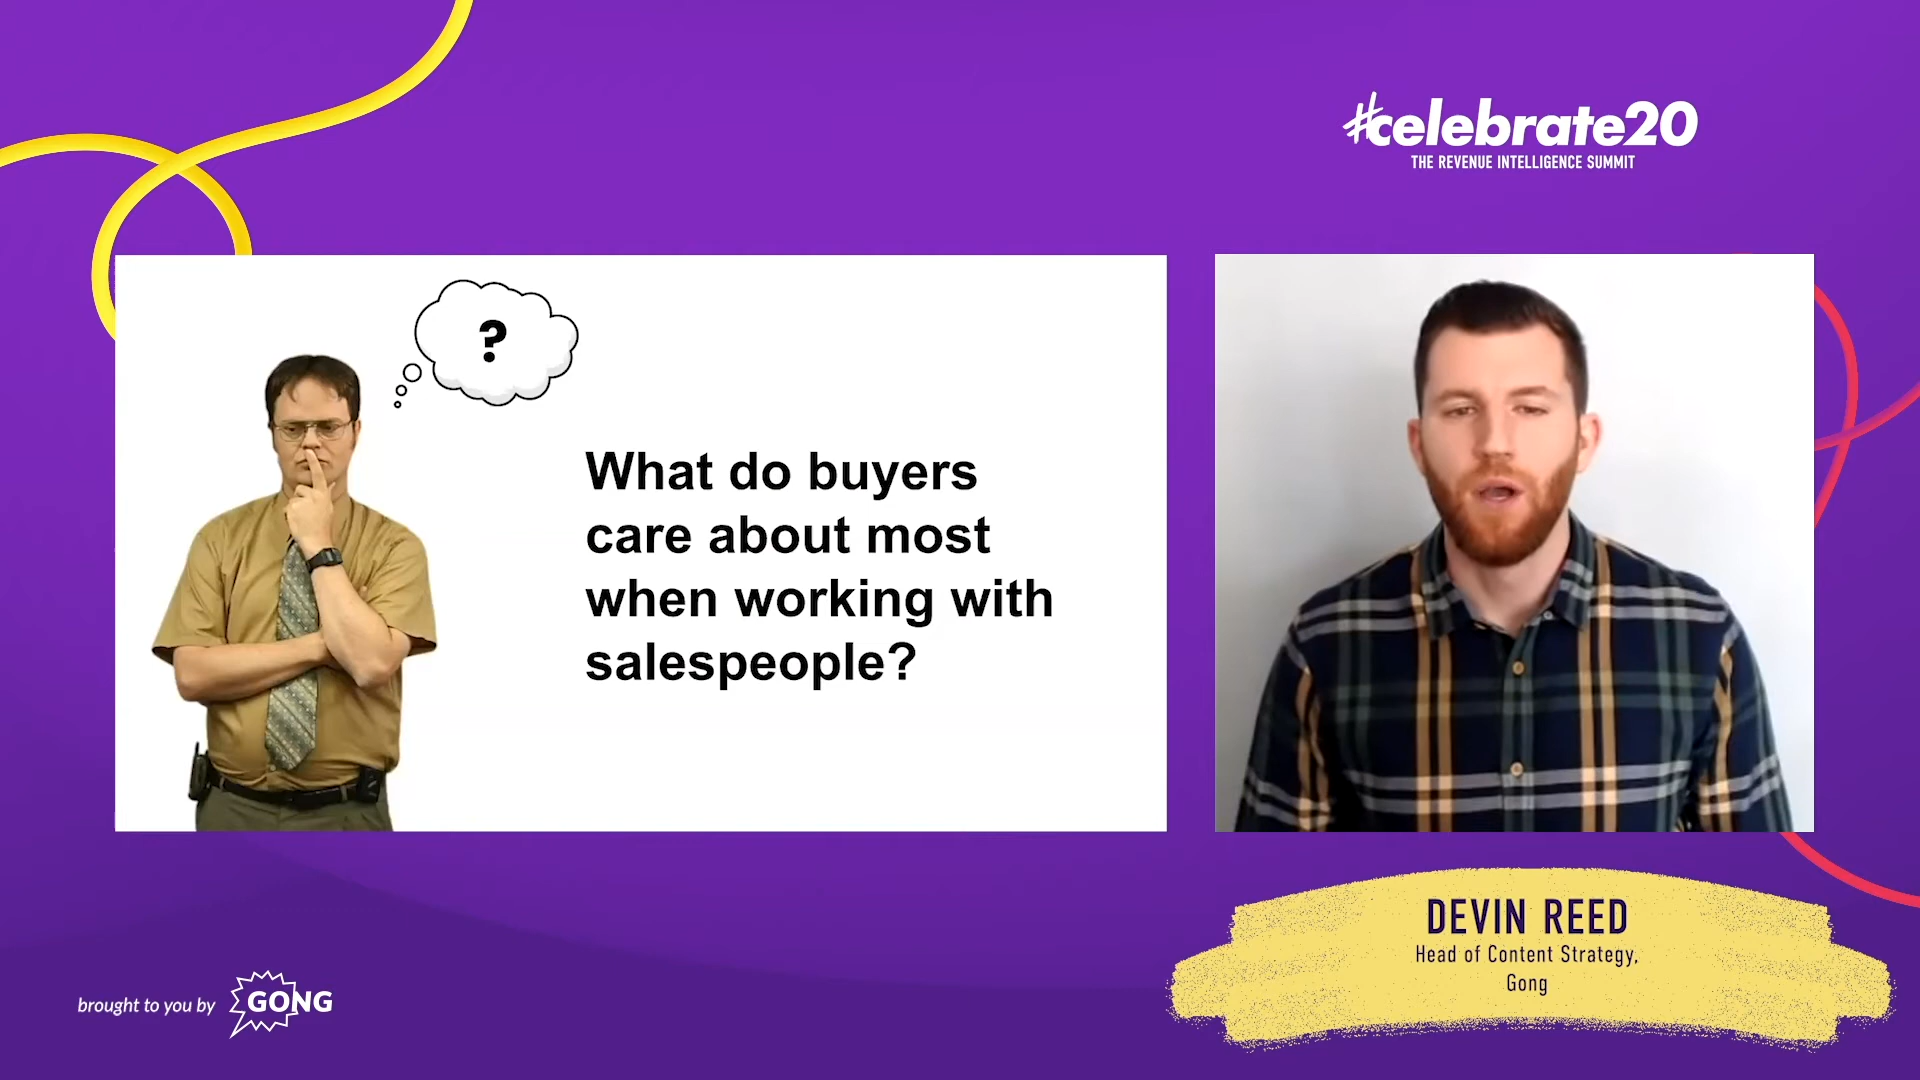 #celebrate20
THE REVENUE INTELLIGENCE SUMMIT
?
What do buyers
care about most
when working with
salespeople?
DEVIN REED
Head of Content Strategy,
Gong
brought to you by GONG